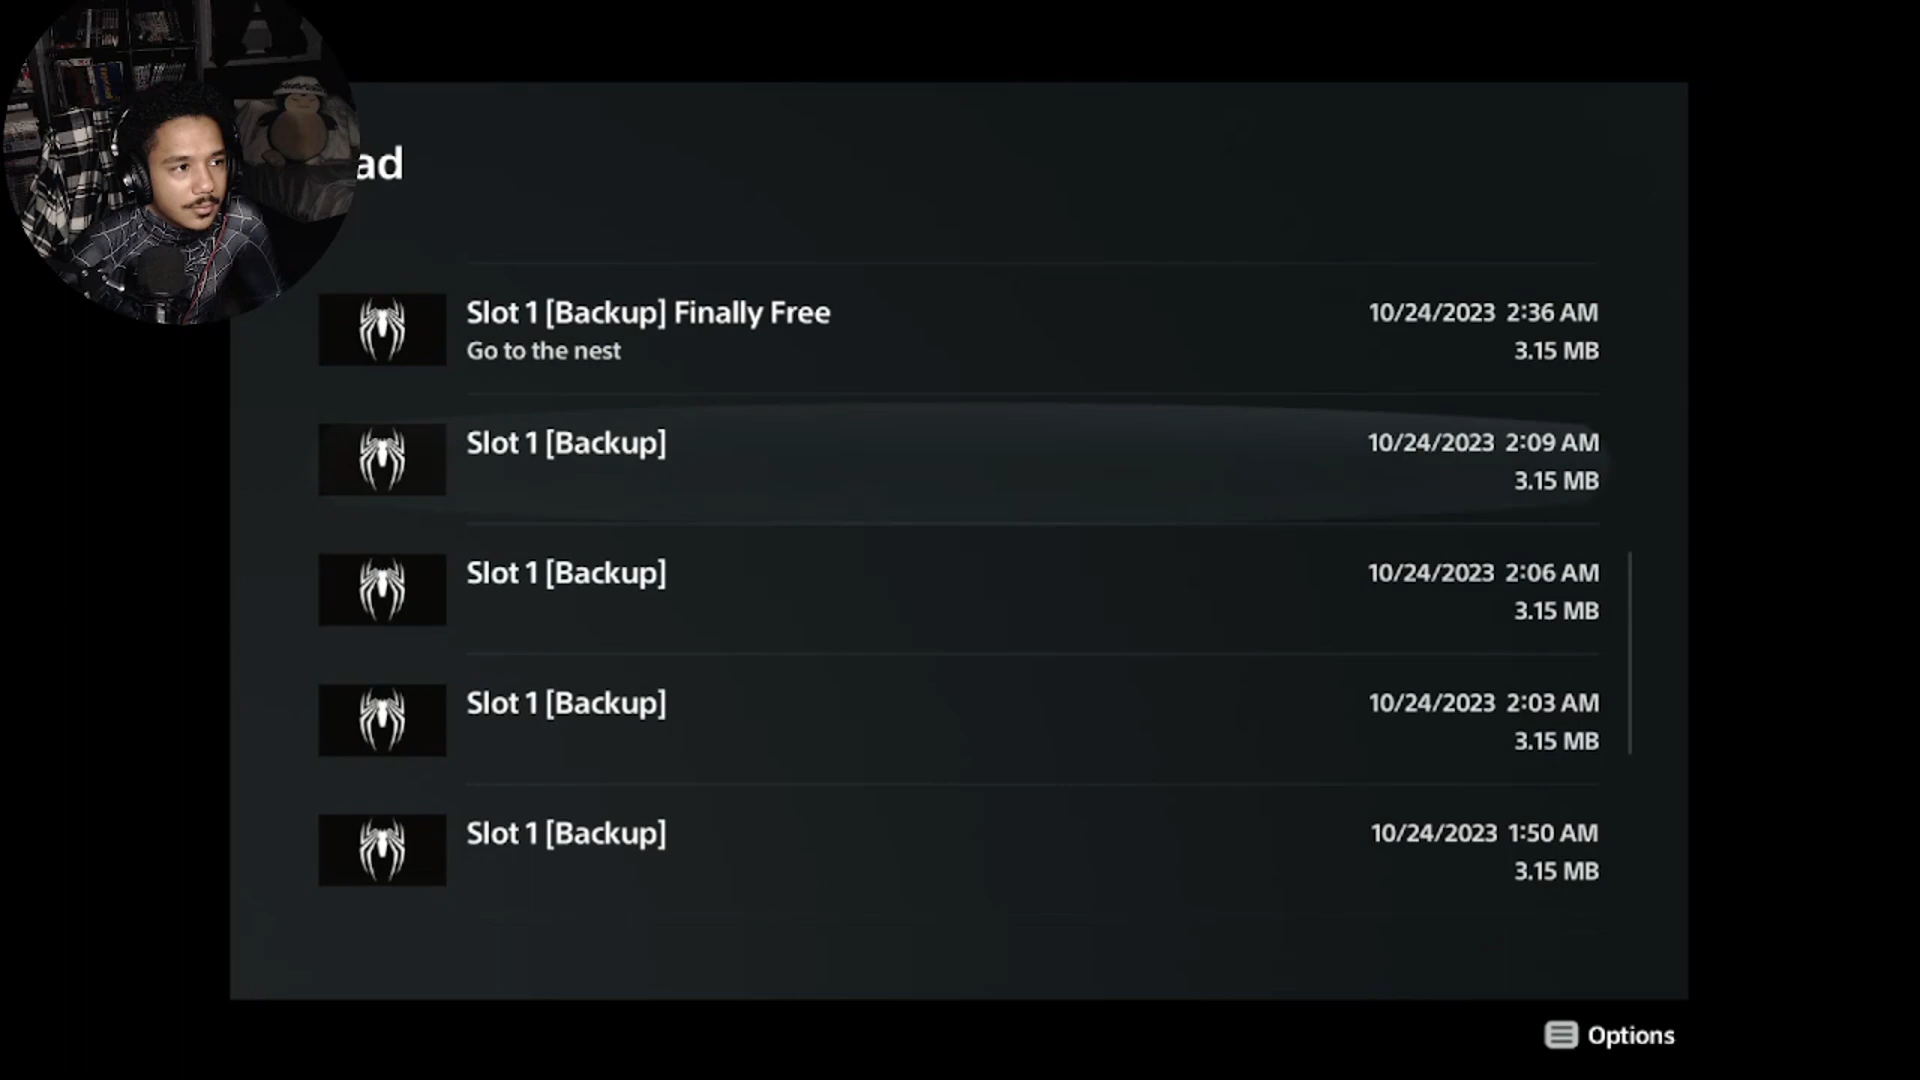 ad
Slot 1 [Backup] Finally Free
10/24/2023 2:36 AM
Go to the nest
3.15 MB
Slot 1 [Backup]
10/24/2023 2:09 AM
3.15 MB
Slot 1 [Backup]
10/24/2023 2:06 AM
3.15 MB
Slot 1 [Backup]
10/24/2023 2:03 AM
3.15 MB
Slot 1 [Backup]
10/24/2023 1:50 AM
3.15 MB
Options